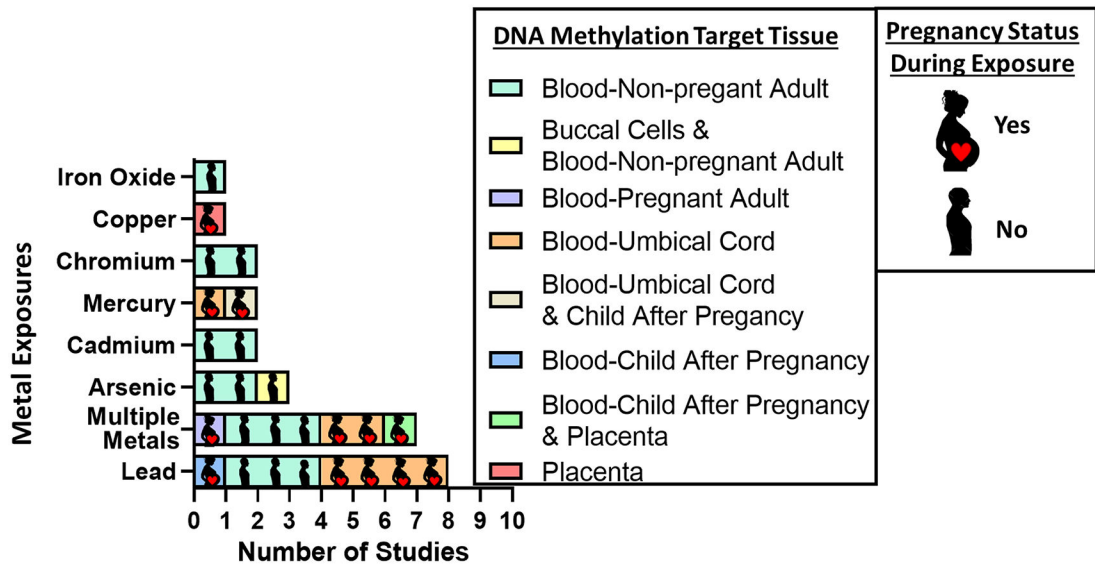 DNA Methylation Target Tissue
Blood-Non-pregant Adult
Buccal Cells &
Blood-Non-pregnant Adult
Blood-Pregnant Adult
Blood-Umbical Cord
Blood-Umbical Cord
& Child After Pregancy
Blood-Child After Pregnancy
Blood-Child After Pregnancy
& Placenta
Placenta
Pregnancy Status
During Exposure
Yes
No
Metal Exposures
Iron Oxide
Copper
Chromium
Mercury
Cadmium
Arsenic
Multiple
Metals
Lead
0 1 2 3 4 5 6 7 8 9 10
Number of Studies